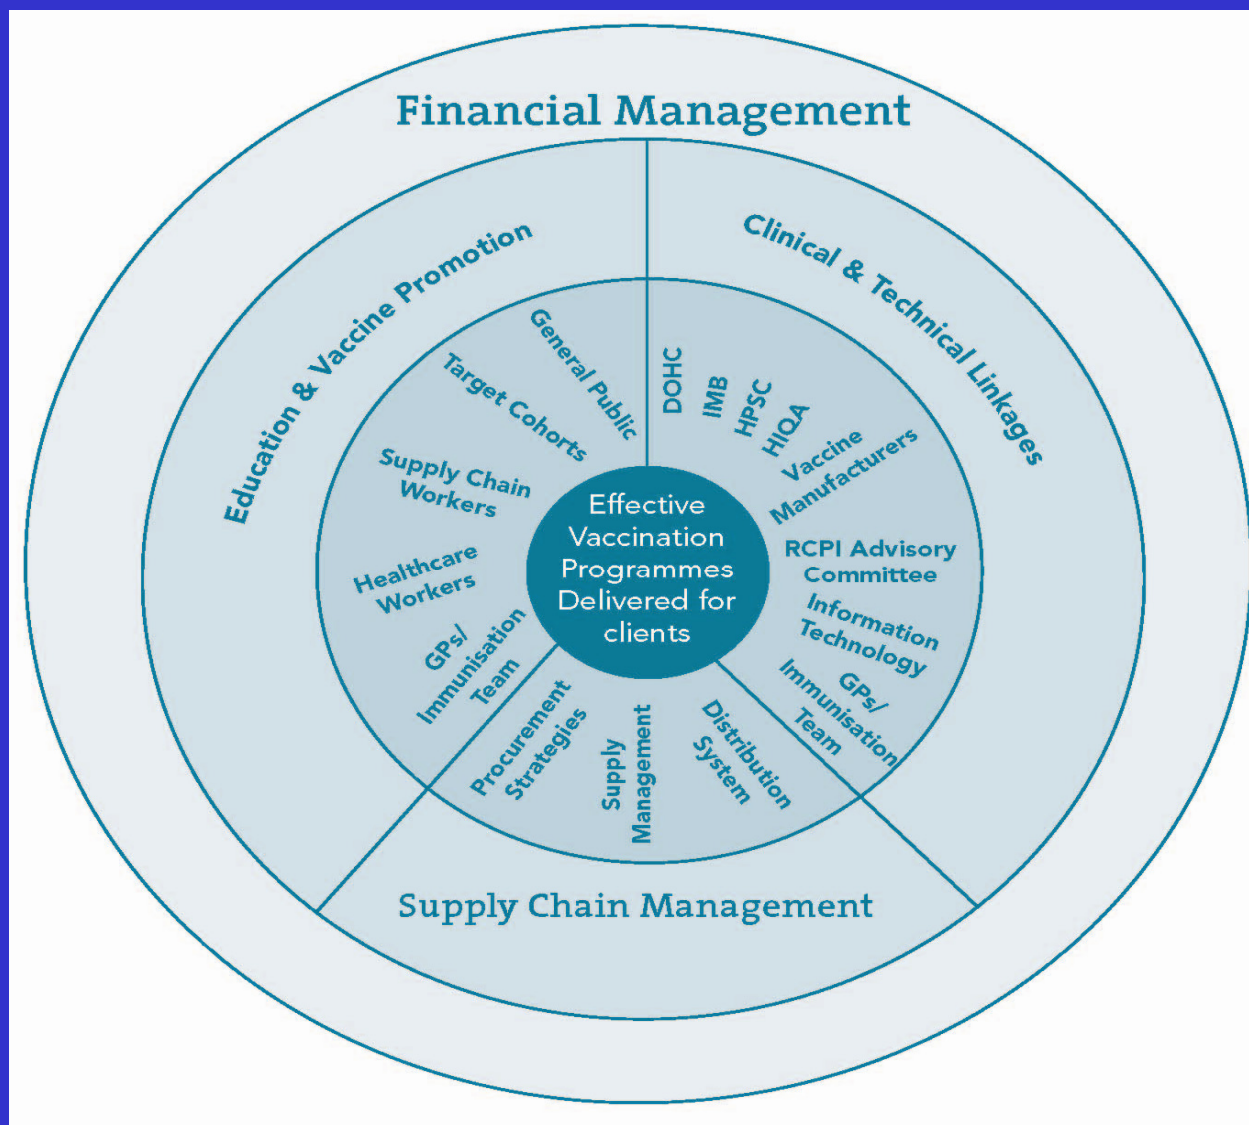 Financial Management
Education & Vaccine Promotion
Clinical & Technical Linkages
General Public
Target Cohorts
Supply Chain
Workers
Healthcare
Workers
GPs/
Immunisation
Team
DOHC
IMB
HPSC
HIQA
Vaccine
Manufacturers
RCPI Advisory
Committee
Information
Technology
GPs/
Immunisation
Team
Effective
Vaccination
Programmes
Delivered for
clients
Procurement
Strategies
Supply
Management
Distribution
System
Supply Chain Management